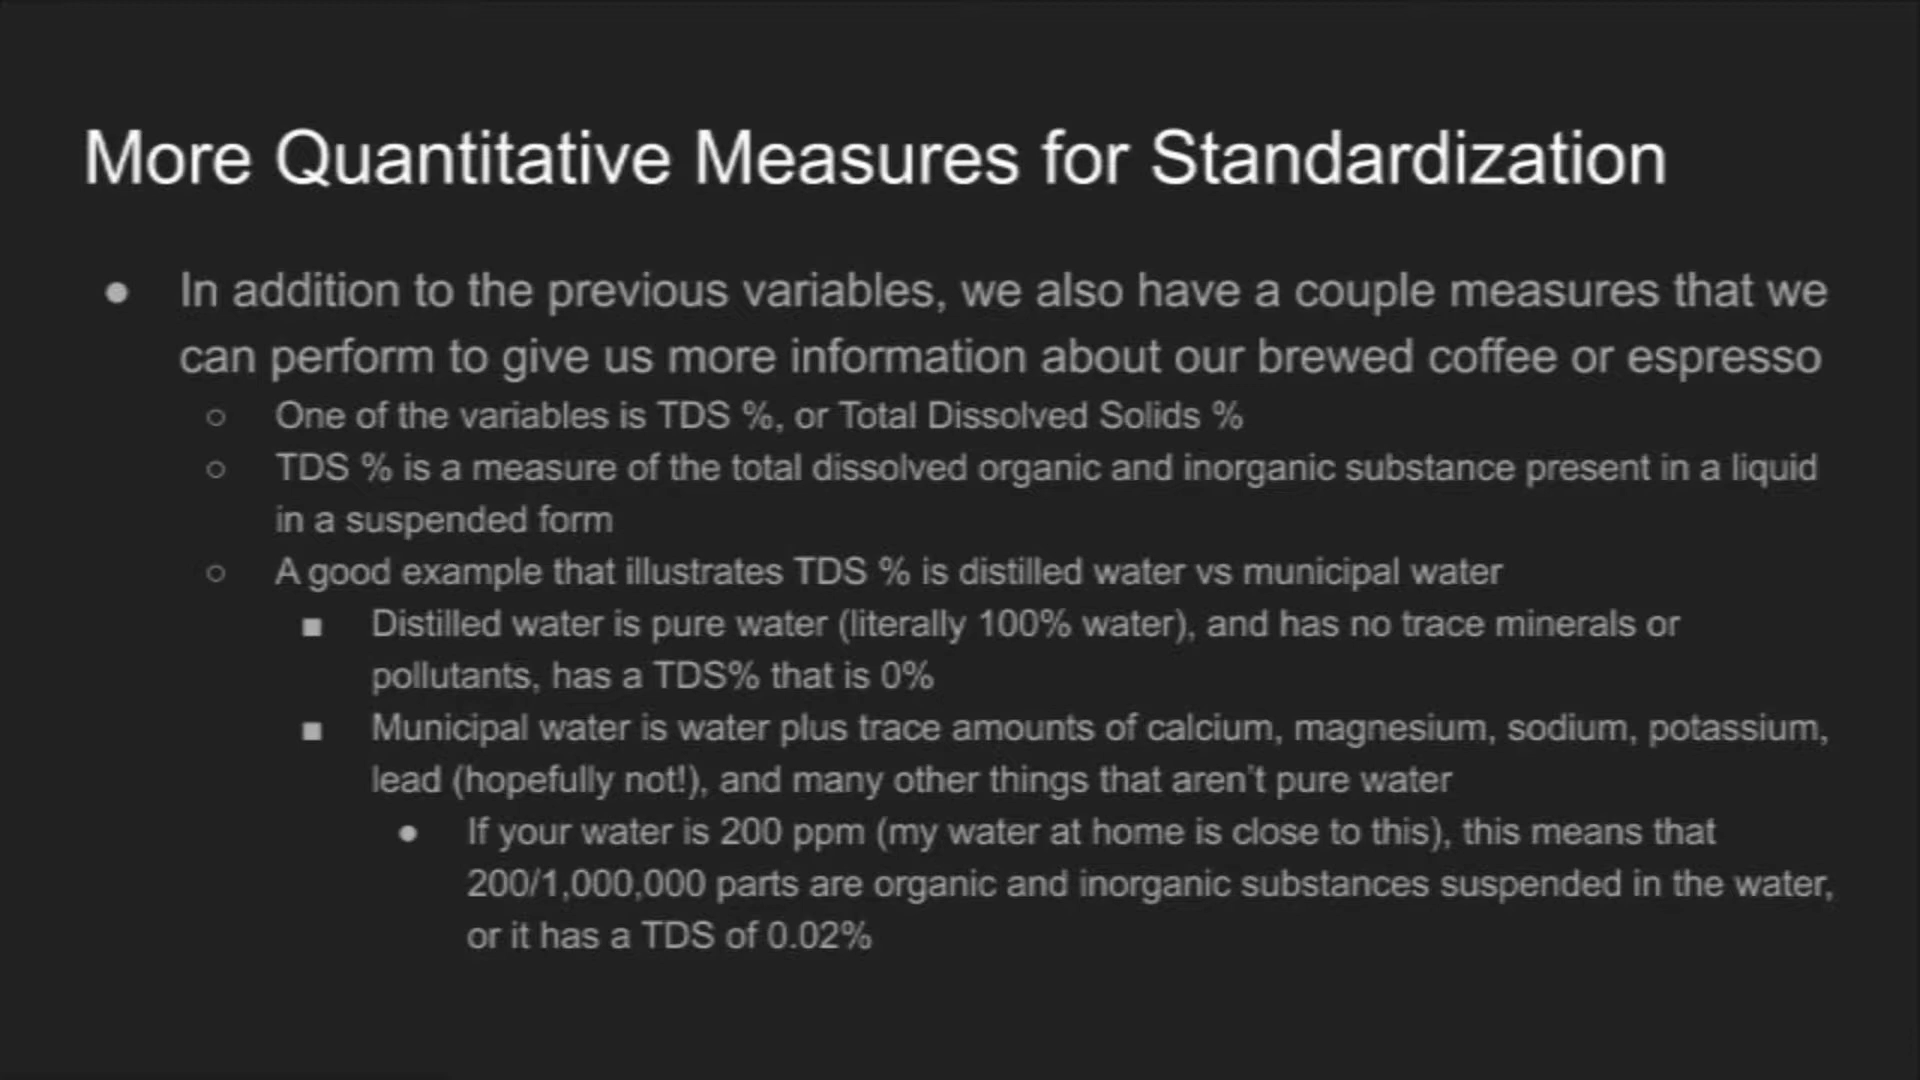 More Quantitative Measures for Standardization
● In addition to the previous variables, we also have a couple measures that we
can perform to give us more information about our brewed coffee or espresso
○ One of the variables is TDS %, or Total Dissolved Solids %
○ TDS % is a measure of the total dissolved organic and inorganic substance present in a liquid
in a suspended form
○ A good example that illustrates TDS % is distilled water vs municipal water
■ Distilled water is pure water (literally 100% water), and has no trace minerals or
pollutants, has a TDS% that is 0%
■ Municipal water is water plus trace amounts of calcium, magnesium, sodium, potassium,
lead (hopefully not!), and many other things that aren't pure water
● If your water is 200 ppm (my water at home is close to this), this means that
200/1,000,000 parts are organic and inorganic substances suspended in the water,
or it has a TDS of 0.02%